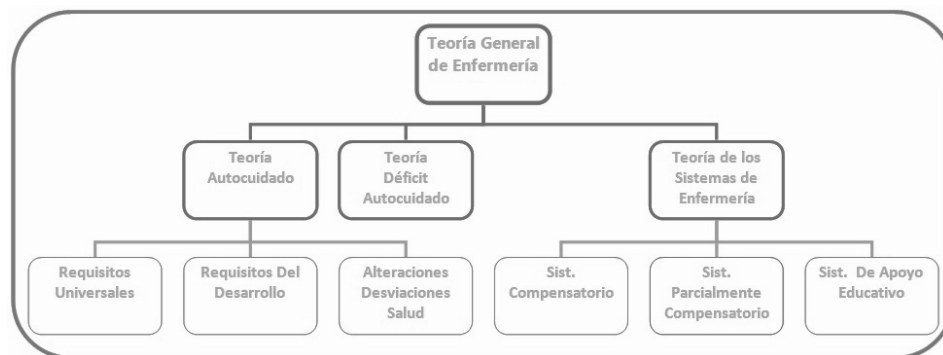 Teoría General
de Enfermería
Teoría
Autocuidado
Teoría
Déficit
Autocuidado
Teoría de los
Sistemas de
Enfermería
Requisitos
Universales
Requisitos Del
Desarrollo
Alteraciones
Desviaciones
Salud
Sist.
Compensatorio
Sist.
Parcialmente
Compensatorio
Sist. De Apoyo
Educativo